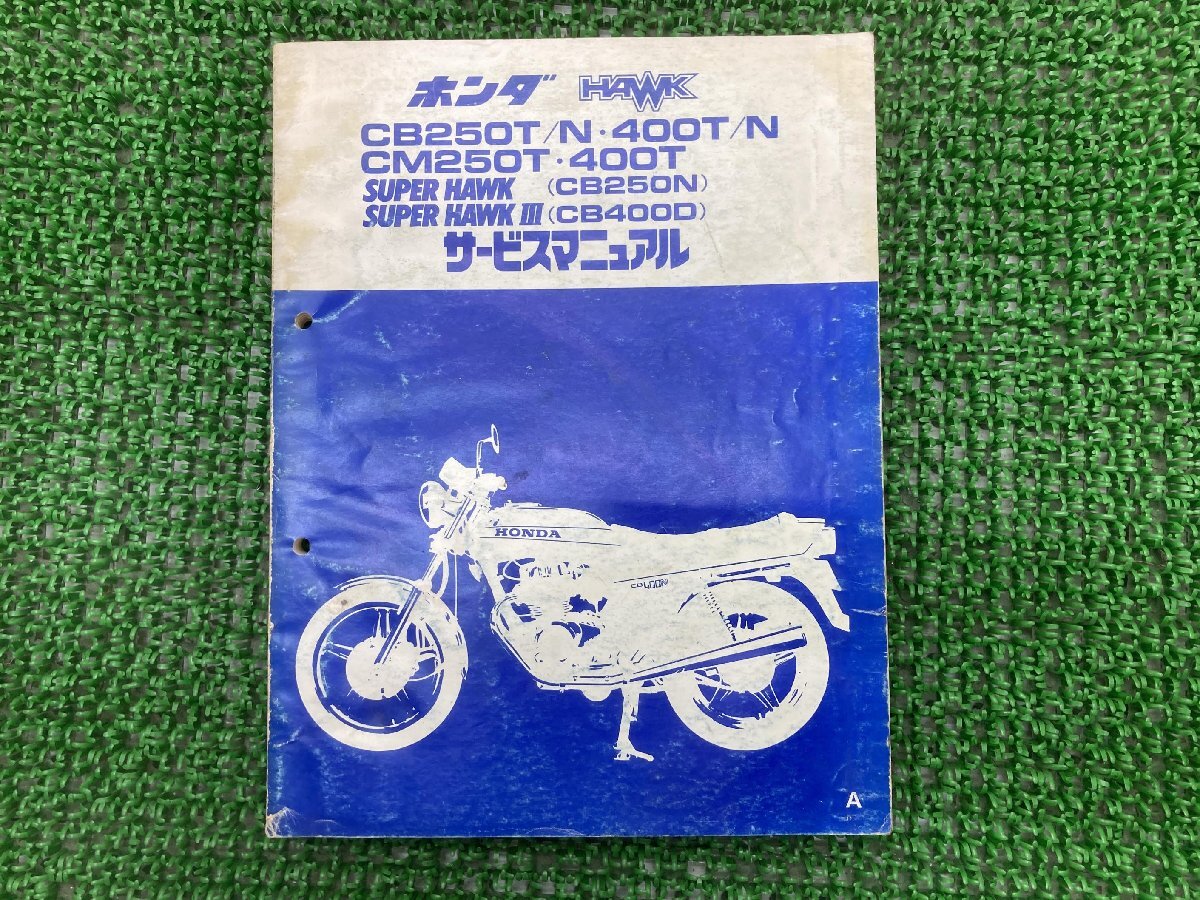 ホンダ HAWK
CB250T/N・400T/N
CM250T・400T
SUPER HAWK (CB250N)
SUPER HAWK III (CB400D)
サービスマニュアル
HONDA
CB400N
A